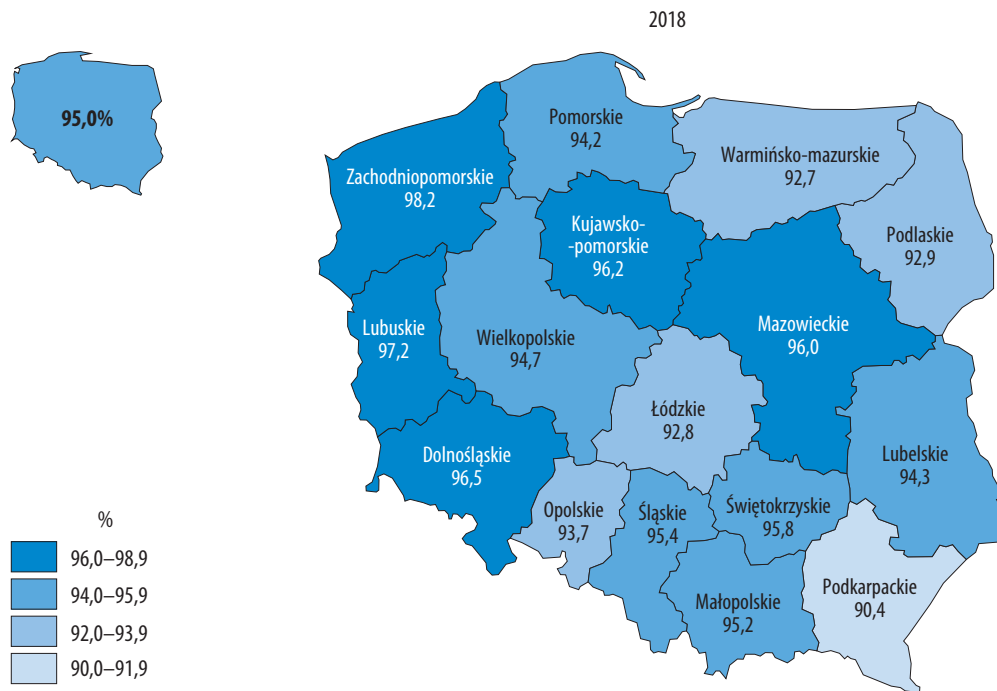 2018
95,0%
Pomorskie
94,2
Warmińsko-mazurskie
92,7
Zachodniopomorskie
98,2
Kujawsko-
-pomorskie
96,2
Podlaskie
92,9
Lubuskie
97,2
Wielkopolskie
94,7
Mazowieckie
96,0
Łódzkie
92,8
Dolnośląskie
96,5
Lubelskie
94,3
Opolskie
93,7
Śląskie
95,4
Świętokrzyskie
95,8
Małopolskie
95,2
Podkarpackie
90,4
%
96,0–98,9
94,0–95,9
92,0–93,9
90,0–91,9